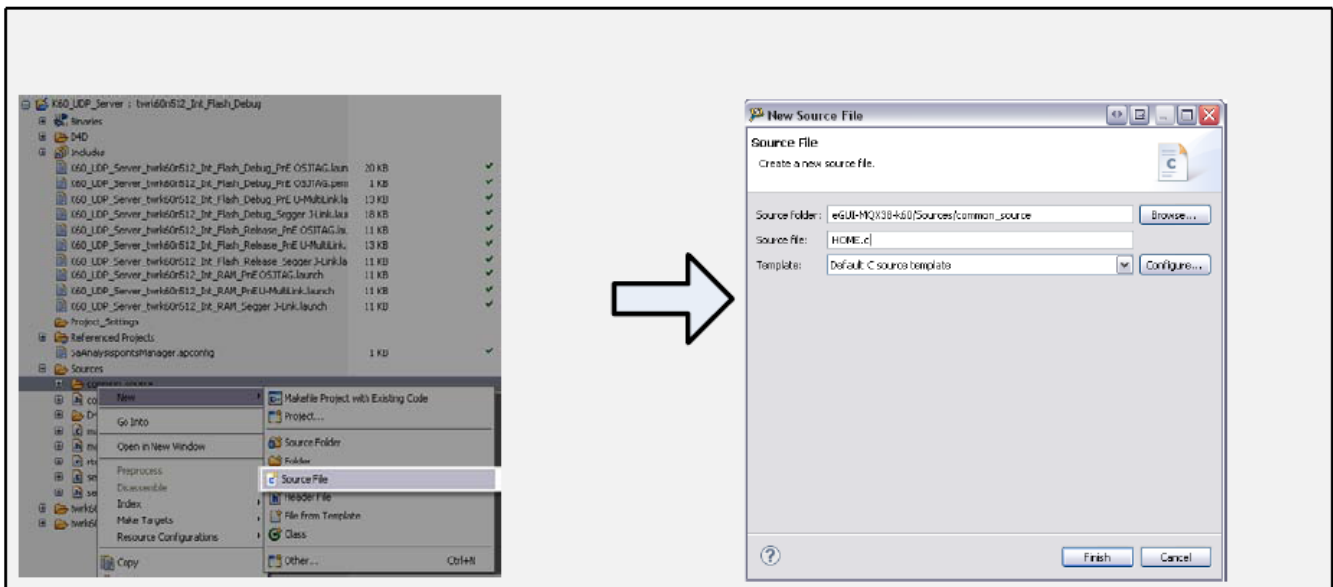 K60_UDP_Server : twrk60n512_Int_Flash_Debug
Binaries
D4D
Includes
K60_UDP_Server_twrk60n512_Int_Flash_Debug_PnE OSJTAG.laun 20 KB
K60_UDP_Server_twrk60n512_Int_Flash_Debug_PnE OSJTAG.pem 1 KB
K60_UDP_Server_twrk60n512_Int_Flash_Debug_PnE U-MultiLink.la 13 KB
K60_UDP_Server_twrk60n512_Int_Flash_Debug_Segger J-Link.lau 18 KB
K60_UDP_Server_twrk60n512_Int_Flash_Release_PnE OSJTAG.la 11 KB
K60_UDP_Server_twrk60n512_Int_Flash_Release_PnE U-MultiLink. 13 KB
K60_UDP_Server_twrk60n512_Int_Flash_Release_Segger J-Link.la 11 KB
K60_UDP_Server_twrk60n512_Int_RAM_PnE OSJTAG.launch 11 KB
K60_UDP_Server_twrk60n512_Int_RAM_PnE U-MultiLink.launch 11 KB
K60_UDP_Server_twrk60n512_Int_RAM_Segger J-Link.launch 11 KB
Project_Settings
Referenced Projects
SaAnalysispointsManager.apconfig 1 KB
Sources
common_source
New
Go Into
Open in New Window
Preprocess
Disassemble
Index
Make Targets
Resource Configurations
Copy
Makefile Project with Existing Code
Project...
Source Folder
Folder
Source File
Header File
File from Template
Class
Other... Ctrl+N
New Source File
Source File
Create a new source file.
Source Folder: eGUI-MQX38-k60/Sources/common_source Browse...
Source file: HOME.c
Template: Default C source template Configure...
Finish Cancel